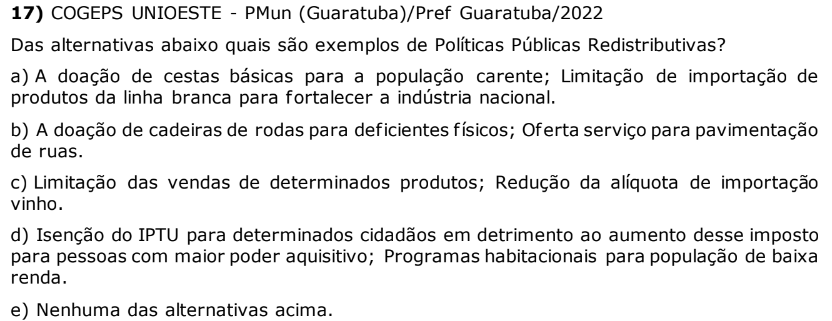 17) COGEPS UNIOESTE - PMun (Guaratuba)/Pref Guaratuba/2022
Das alternativas abaixo quais são exemplos de Políticas Públicas Redistributivas?
a) A doação de cestas básicas para a população carente; Limitação de importação de
produtos da linha branca para fortalecer a indústria nacional.
b) A doação de cadeiras de rodas para deficientes físicos; Oferta serviço para pavimentação
de ruas.
c) Limitação das vendas de determinados produtos; Redução da alíquota de importação
vinho.
d) Isenção do IPTU para determinados cidadãos em detrimento ao aumento desse imposto
para pessoas com maior poder aquisitivo; Programas habitacionais para população de baixa
renda.
e) Nenhuma das alternativas acima.